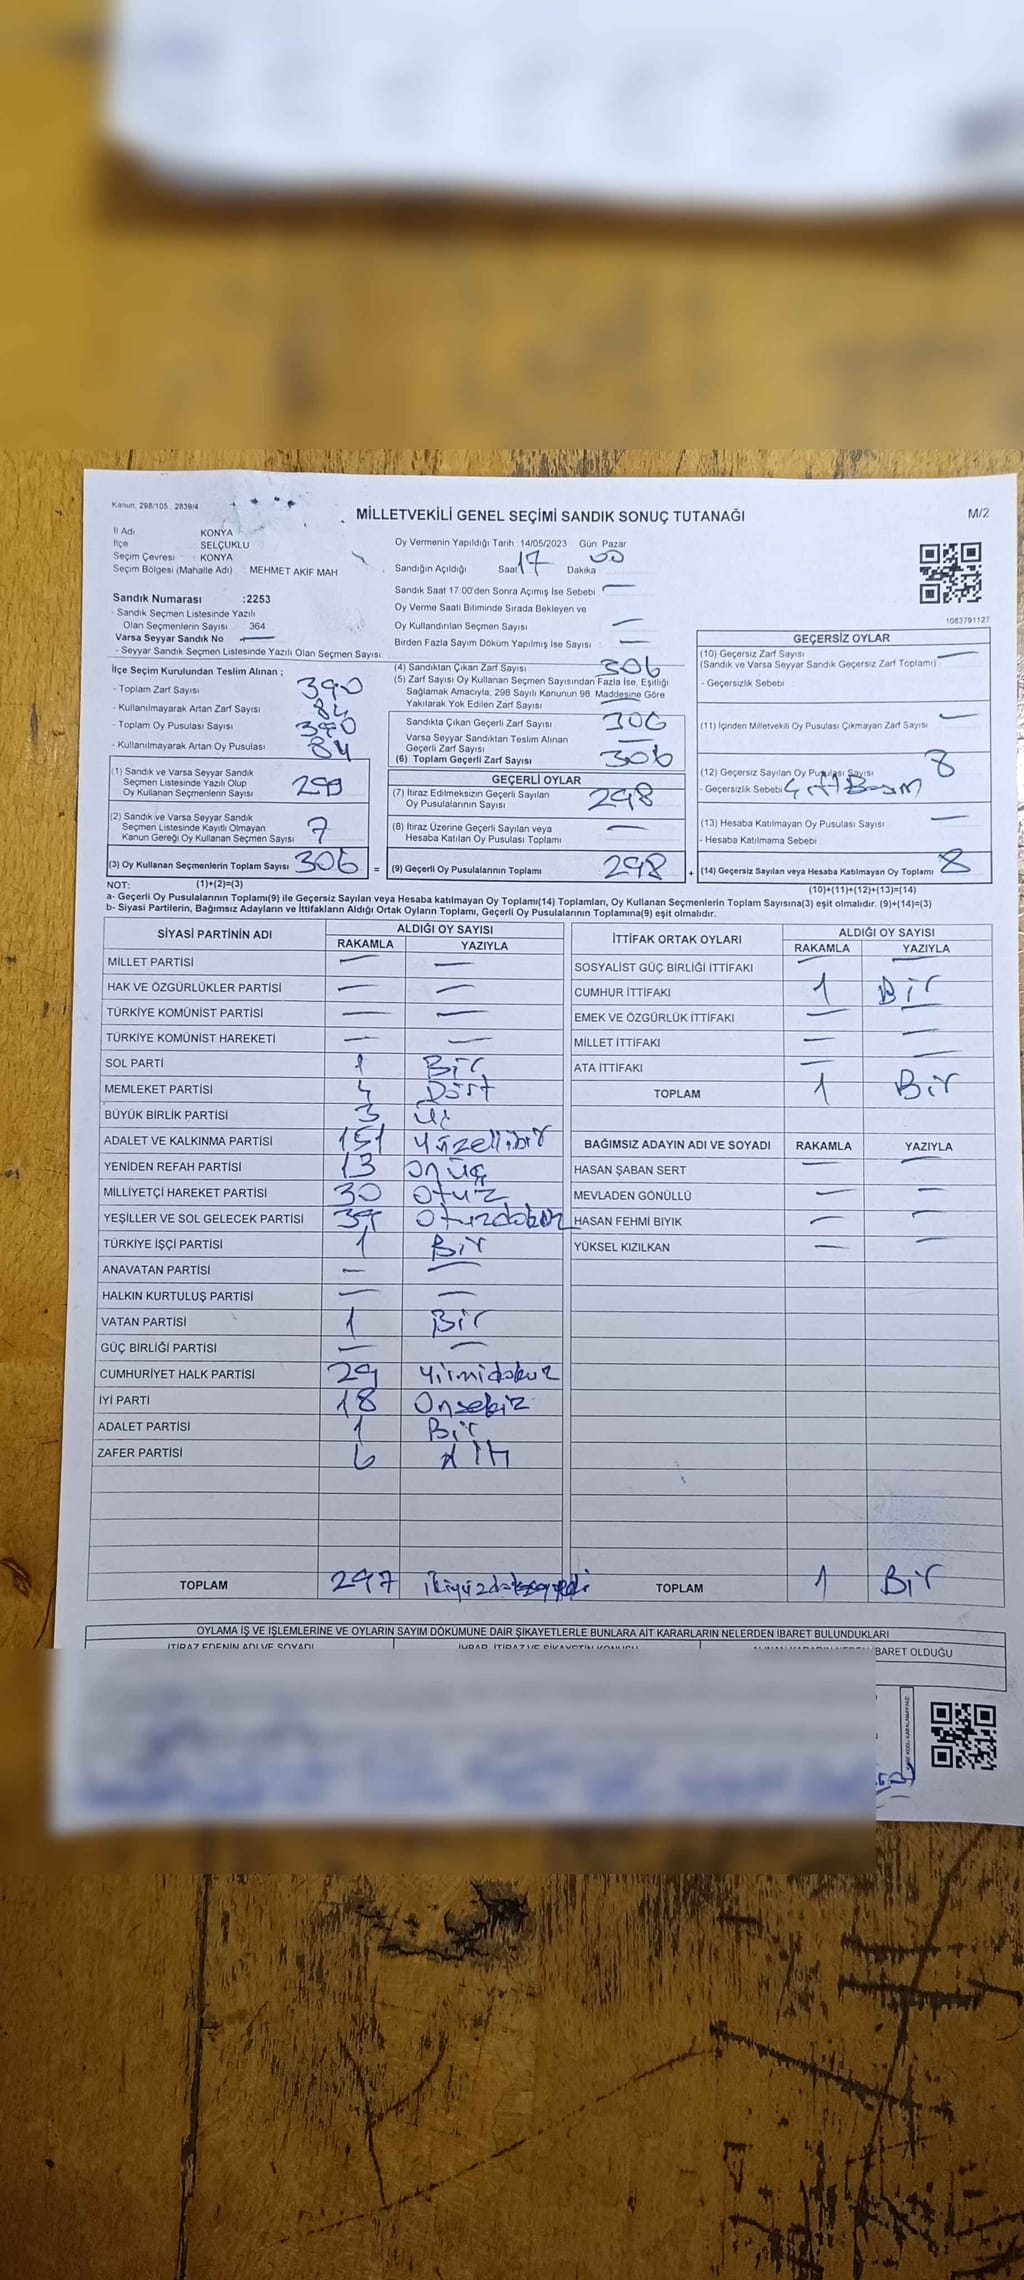 Kanun, 298/105 , 2839/4
MİLLETVEKİLİ GENEL SEÇİMİ SANDIK SONUÇ TUTANAĞI
M/2
İl Adı KONYA
İlçe SELÇUKLU
Seçim Çevresi KONYA
Seçim Bölgesi (Mahalle Adı) MEHMET AKİF MAH
Oy Vermenin Yapıldığı Tarih 14/05/2023 Gün Pazar
Sandığın Açıldığı Saat 17 Dakika 00
Sandık Saat 17:00'den Sonra Açımış İse Sebebi : —
Oy Verme Saati Bitiminde Sırada Bekleyen ve
Oy Kullandırılan Seçmen Sayısı —
Birden Fazla Sayım Döküm Yapılmış İse Sayısı —
1083791127
Sandık Numarası :2253
- Sandık Seçmen Listesinde Yazılı
Olan Seçmenlerin Sayısı 364
Varsa Seyyar Sandık No —
- Seyyar Sandık Seçmen Listesinde Yazılı Olan Seçmen Sayısı
İlçe Seçim Kurulundan Teslim Alınan ;
- Toplam Zarf Sayısı 390
- Kullanılmayarak Artan Zarf Sayısı 84
- Toplam Oy Pusulası Sayısı 390
- Kullanılmayarak Artan Oy Pusulası 84
(1) Sandık ve Varsa Seyyar Sandık
Seçmen Listesinde Yazılı Olup
Oy Kullanan Seçmenlerin Sayısı 299
(2) Sandık ve Varsa Seyyar Sandık
Seçmen Listesinde Kayıtlı Olmayan
Kanun Gereği Oy Kullanan Seçmen Sayısı 7
(3) Oy Kullanan Seçmenlerin Toplam Sayısı 306 =
(4) Sandıktan Çıkan Zarf Sayısı 306
(5) Zarf Sayısı Oy Kullanan Seçmen Sayısından Fazla İse, Eşitliği
Sağlamak Amacıyla, 298 Sayılı Kanunun 98. Maddesine Göre
Yakılarak Yok Edilen Zarf Sayısı —
Sandıkta Çıkan Geçerli Zarf Sayısı 306
Varsa Seyyar Sandıktan Teslim Alınan
Geçerli Zarf Sayısı —
(6) Toplam Geçerli Zarf Sayısı 306
GEÇERLİ OYLAR
(7) İtiraz Edilmeksizin Geçerli Sayılan
Oy Pusulalarının Sayısı 298
(8) İtiraz Üzerine Geçerli Sayılan veya
Hesaba Katılan Oy Pusulası Toplamı —
(9) Geçerli Oy Pusulalarının Toplamı 298 +
GEÇERSİZ OYLAR
(10) Geçersiz Zarf Sayısı —
(Sandık ve Varsa Seyyar Sandık Geçersiz Zarf Toplamı)
- Geçersizlik Sebebi
(11) İçinden Milletvekili Oy Pusulası Çıkmayan Zarf Sayısı —
(12) Geçersiz Sayılan Oy Pusulası Sayısı 8
- Geçersizlik Sebebi
(13) Hesaba Katılmayan Oy Pusulası Sayısı —
- Hesaba Katılmama Sebebi
(14) Geçersiz Sayılan veya Hesaba Katılmayan Oy Toplamı 8
NOT: (1)+(2)=(3)
(10)+(11)+(12)+(13)=(14)
a- Geçerli Oy Pusulalarının Toplamı(9) ile Geçersiz Sayılan veya Hesaba katılmayan Oy Toplamı(14) Toplamları, Oy Kullanan Seçmenlerin Toplam Sayısına(3) eşit olmalıdır. (9)+(14)=(3)
b- Siyasi Partilerin, Bağımsız Adayların ve İttifakların Aldığı Ortak Oyların Toplamı, Geçerli Oy Pusulalarının Toplamına(9) eşit olmalıdır.
SİYASİ PARTİNİN ADI ALDIĞI OY SAYISI
RAKAMLA YAZIYLA
MİLLET PARTİSİ — —
HAK VE ÖZGÜRLÜKLER PARTİSİ — —
TÜRKİYE KOMÜNİST PARTİSİ — —
TÜRKİYE KOMÜNİST HAREKETİ — —
SOL PARTİ 1 Bir
MEMLEKET PARTİSİ 4 Dört
BÜYÜK BİRLİK PARTİSİ 3 Üç
ADALET VE KALKINMA PARTİSİ 151 Yüzellibir
YENİDEN REFAH PARTİSİ 13 Onüç
MİLLİYETÇİ HAREKET PARTİSİ 30 Otuz
YEŞİLLER VE SOL GELECEK PARTİSİ 39 Otuzdokuz
TÜRKİYE İŞÇİ PARTİSİ 1 Bir
ANAVATAN PARTİSİ — —
HALKIN KURTULUŞ PARTİSİ — —
VATAN PARTİSİ 1 Bir
GÜÇ BİRLİĞİ PARTİSİ — —
CUMHURİYET HALK PARTİSİ 29 Yirmidokuz
İYİ PARTİ 18 Onsekiz
ADALET PARTİSİ 1 Bir
ZAFER PARTİSİ 6 Altı
TOPLAM 297
İTTİFAK ORTAK OYLARI ALDIĞI OY SAYISI
RAKAMLA YAZIYLA
SOSYALİST GÜÇ BİRLİĞİ İTTİFAKI — —
CUMHUR İTTİFAKI 1 Bir
EMEK VE ÖZGÜRLÜK İTTİFAKI — —
MİLLET İTTİFAKI — —
ATA İTTİFAKI — —
TOPLAM 1 Bir
BAĞIMSIZ ADAYIN ADI VE SOYADI RAKAMLA YAZIYLA
HASAN ŞABAN SERT — —
MEVLADEN GÖNÜLLÜ — —
HASAN FEHMİ BIYIK — —
YÜKSEL KIZILKAN — —
TOPLAM 1 Bir
OYLAMA İŞ VE İŞLEMLERİNE VE OYLARIN SAYIM DÖKÜMÜNE DAİR ŞİKAYETLERLE BUNLARA AİT KARARLARIN NELERDEN İBARET BULUNDUKLARI
İTİRAZ EDENİN ADI VE SOYADI İHBAR, İTİRAZ VE ŞİKAYETİN KONUSU İBARET OLDUĞU